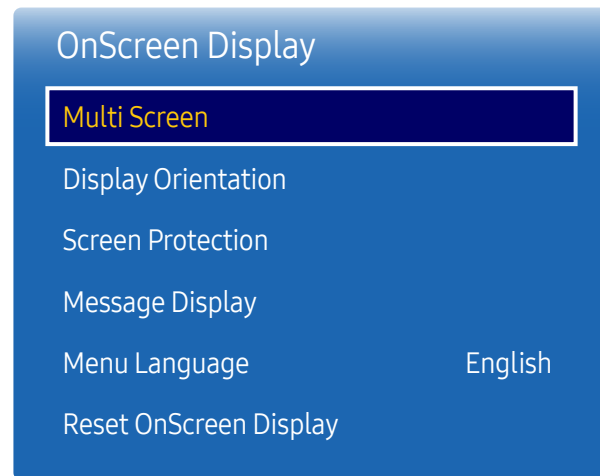 OnScreen Display
Multi Screen
Display Orientation
Screen Protection
Message Display
Menu Language English
Reset OnScreen Display